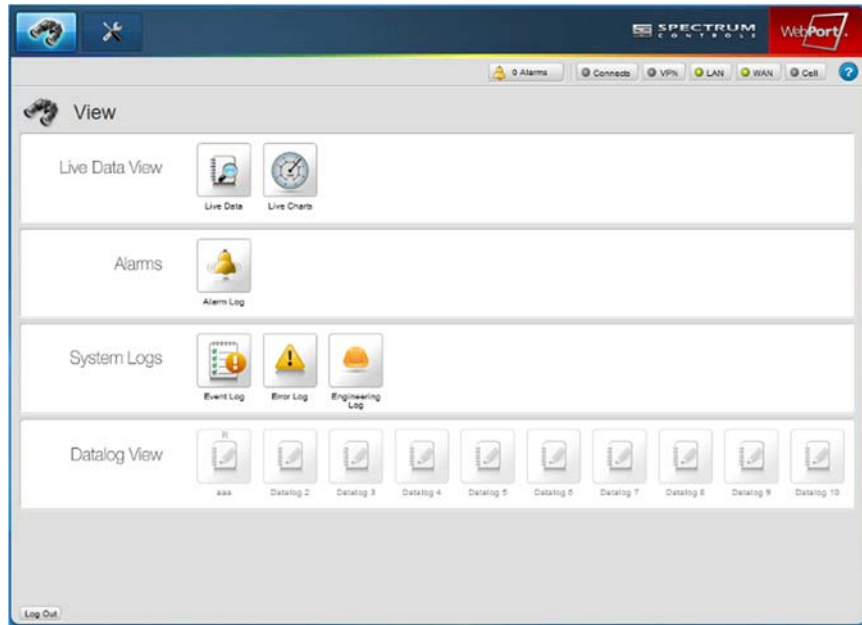 SPECTRUM
CONTROLS
WebPort
0 Alarms
Connects
VPN
LAN
WAN
Cell
?
View
Live Data View
Live Data
Live Charts
Alarms
Alarm Log
System Logs
Event Log
Error Log
Engineering
Log
Datalog View
R
aaa
Datalog 2
Datalog 3
Datalog 4
Datalog 5
Datalog 6
Datalog 7
Datalog 8
Datalog 9
Datalog 10
Log Out